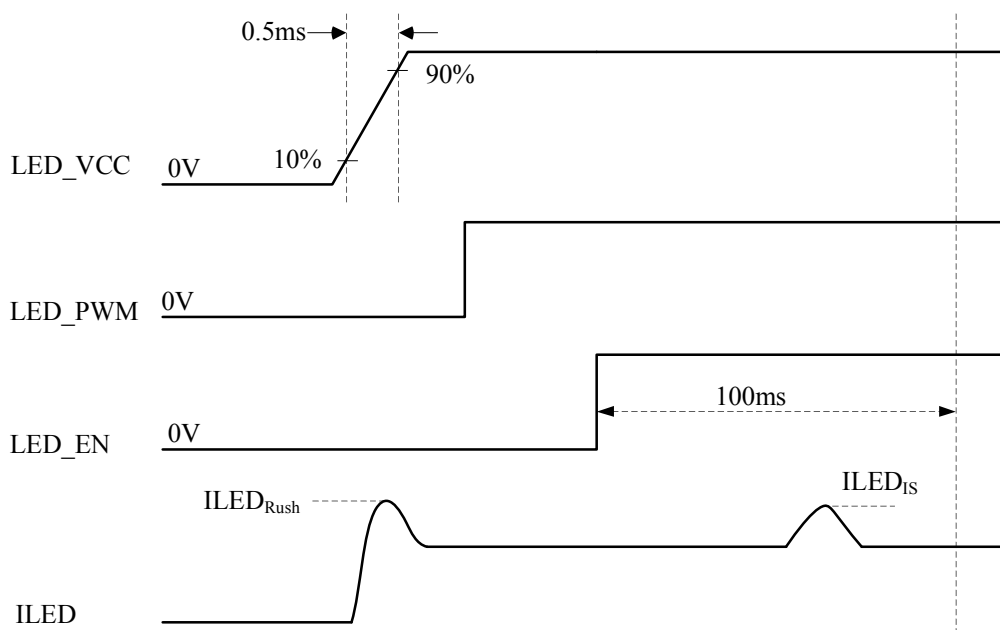 0.5ms
90%
10%
LED_VCC
0V
LED_PWM
0V
LED_EN
0V
100ms
ILED_Rush
ILED_IS
ILED